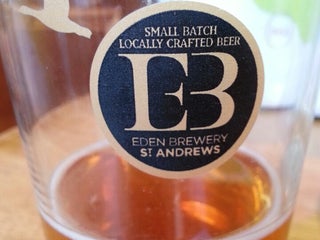 SMALL BATCH
LOCALLY CRAFTED BEER
EB
EDEN BREWERY
ST ANDREWS